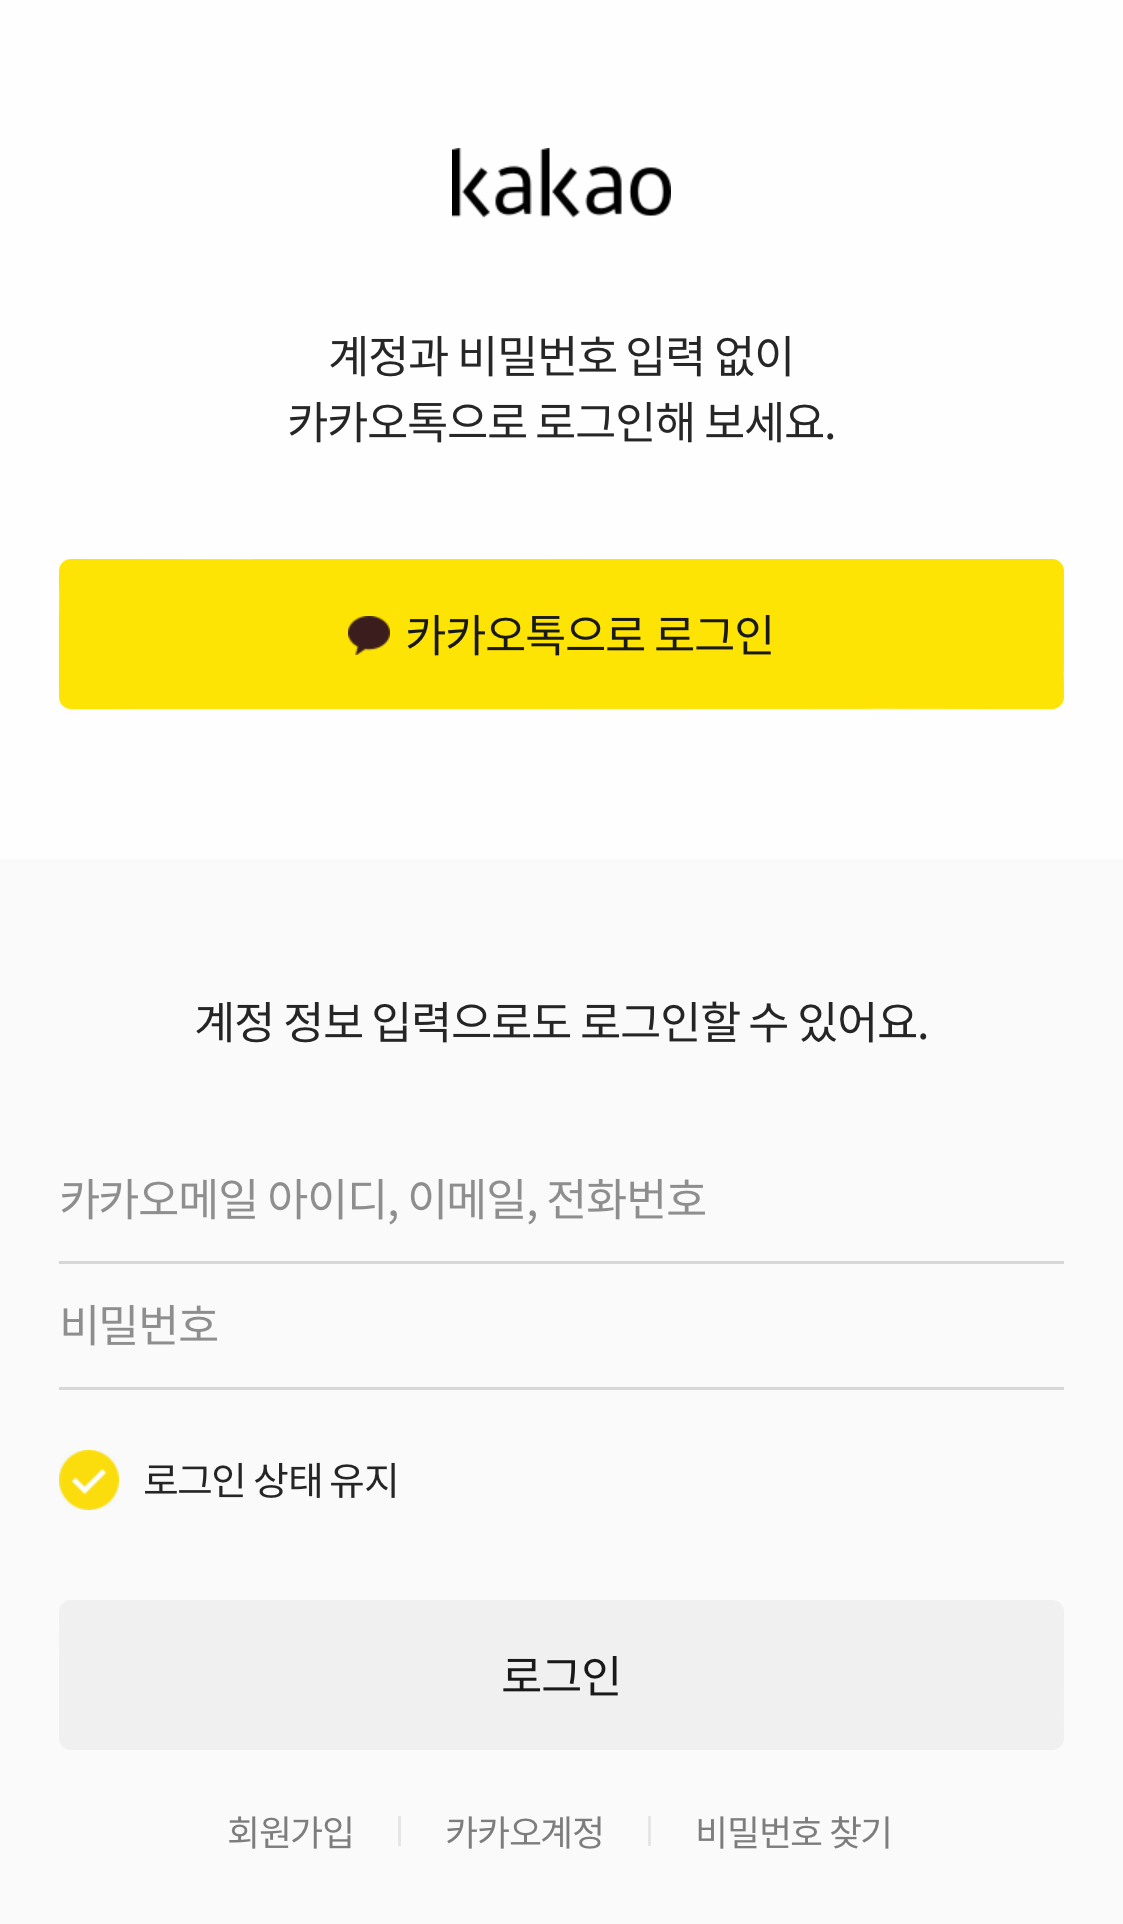 kakao
계정과 비밀번호 입력 없이
카카오톡으로 로그인해 보세요.
카카오톡으로 로그인
계정 정보 입력으로도 로그인할 수 있어요.
카카오메일 아이디, 이메일, 전화번호
비밀번호
로그인 상태 유지
로그인
회원가입 | 카카오계정 | 비밀번호 찾기